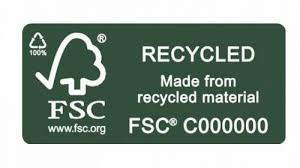 100%
FSC
www.fsc.org
RECYCLED
Made from
recycled material
FSC® C000000